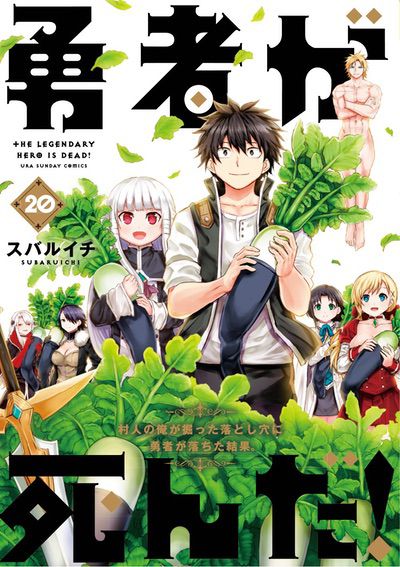 勇者が
THE LEGENDARY
HERO IS DEAD!
URA SUNDAY COMICS
20
スバルイチ
SUBARUICHI
村人の俺が掘った落とし穴に
勇者が落ちた結果。
死んだ!